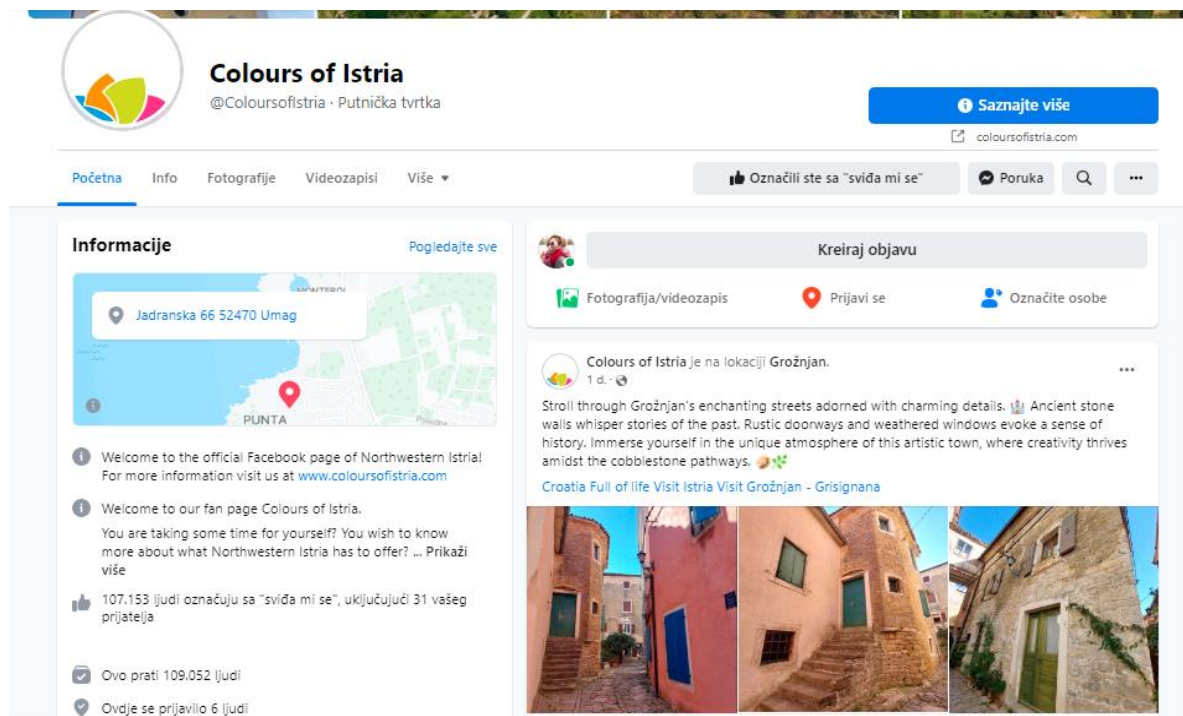 Colours of Istria
@ColoursofIstria · Putnička tvrtka
Saznajte više
coloursofistria.com
Početna Info Fotografije Videozapisi Više
Označili ste sa "sviđa mi se" Poruka
Informacije
Pogledajte sve
Jadranska 66 52470 Umag
PUNTA
Welcome to the official Facebook page of Northwestern Istria!
For more information visit us at www.coloursofistria.com
Welcome to our fan page Colours of Istria.
You are taking some time for yourself? You wish to know
more about what Northwestern Istria has to offer? ... Prikaži
više
107.153 ljudi označuju sa "sviđa mi se", uključujući 31 vašeg
prijatelja
Ovo prati 109.052 ljudi
Ovdje se prijavilo 6 ljudi
Kreiraj objavu
Fotografija/videozapis Prijavi se Označite osobe
Colours of Istria je na lokaciji Grožnjan.
1 d. ·
Stroll through Grožnjan's enchanting streets adorned with charming details. 🏰 Ancient stone
walls whisper stories of the past. Rustic doorways and weathered windows evoke a sense of
history. Immerse yourself in the unique atmosphere of this artistic town, where creativity thrives
amidst the cobblestone pathways.
Croatia Full of life Visit Istria Visit Grožnjan - Grisignana